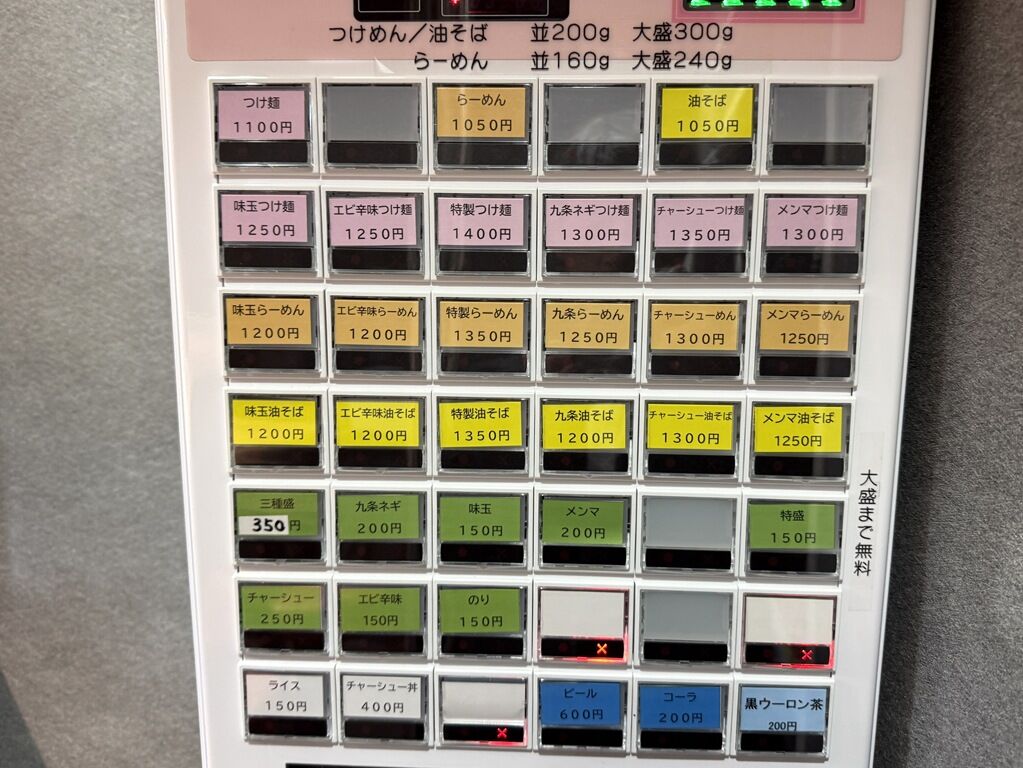 つけめん／油そば 並200g 大盛300g
らーめん 並160g 大盛240g
つけ麺
1100円
らーめん
1050円
油そば
1050円
味玉つけ麺
1250円
エビ辛味つけ麺
1250円
特製つけ麺
1400円
九条ネギつけ麺
1300円
チャーシューつけ麺
1350円
メンマつけ麺
1300円
味玉らーめん
1200円
エビ辛味らーめん
1200円
特製らーめん
1350円
九条らーめん
1250円
チャーシューめん
1300円
メンマらーめん
1250円
味玉油そば
1200円
エビ辛味油そば
1200円
特製油そば
1350円
九条油そば
1200円
チャーシュー油そば
1300円
メンマ油そば
1250円
三種盛
350円
九条ネギ
200円
味玉
150円
メンマ
200円
特盛
150円
大盛まで無料
チャーシュー
250円
エビ辛味
150円
のり
150円
ライス
150円
チャーシュー丼
400円
ビール
600円
コーラ
200円
黒ウーロン茶
200円